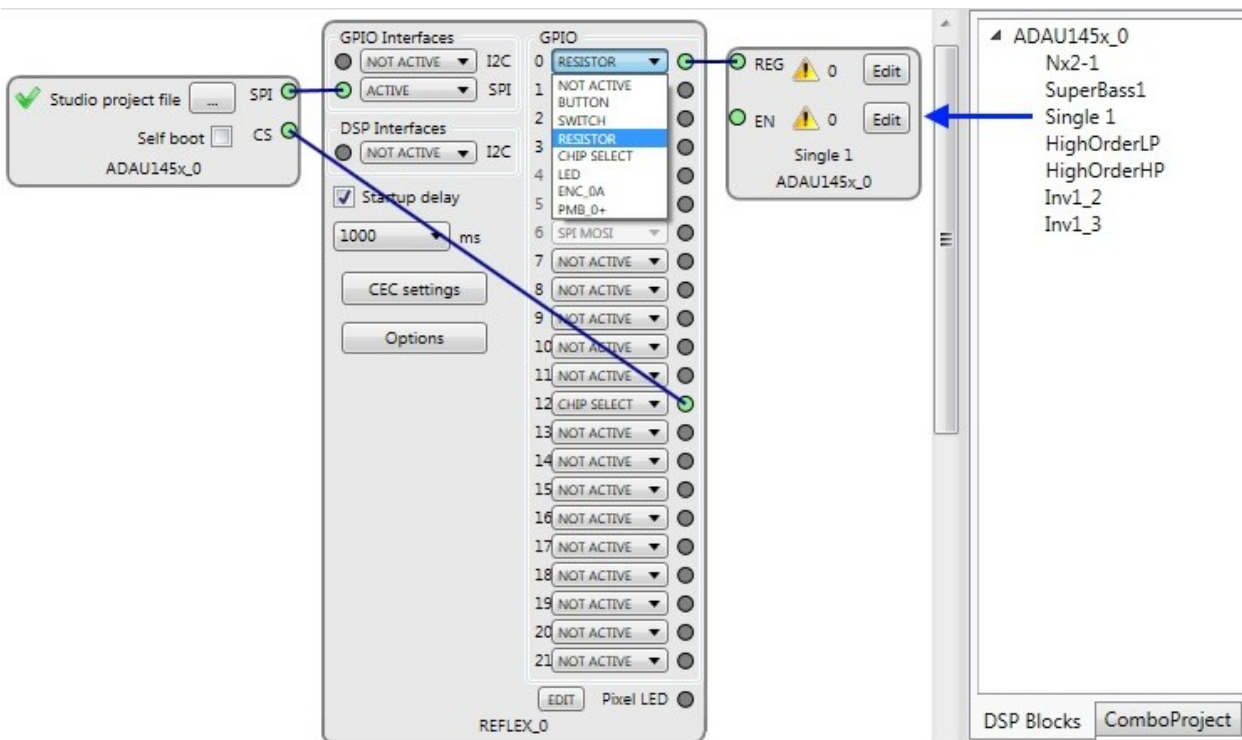 Studio project file ... SPI
Self boot CS
ADAU145x_0
GPIO Interfaces
NOT ACTIVE I2C
ACTIVE SPI
DSP Interfaces
NOT ACTIVE I2C
Startup delay
1000 ms
CEC settings
Options
GPIO
0 RESISTOR
1
2
3
4
5
NOT ACTIVE
BUTTON
SWITCH
RESISTOR
CHIP SELECT
LED
ENC_0A
PMB_0+
6 SPI MOSI
7 NOT ACTIVE
8 NOT ACTIVE
9 NOT ACTIVE
10 NOT ACTIVE
11 NOT ACTIVE
12 CHIP SELECT
13 NOT ACTIVE
14 NOT ACTIVE
15 NOT ACTIVE
16 NOT ACTIVE
17 NOT ACTIVE
18 NOT ACTIVE
19 NOT ACTIVE
20 NOT ACTIVE
21 NOT ACTIVE
EDIT Pixel LED
REFLEX_0
REG 0 Edit
EN 0 Edit
Single 1
ADAU145x_0
ADAU145x_0
Nx2-1
SuperBass1
Single 1
HighOrderLP
HighOrderHP
Inv1_2
Inv1_3
DSP Blocks ComboProject